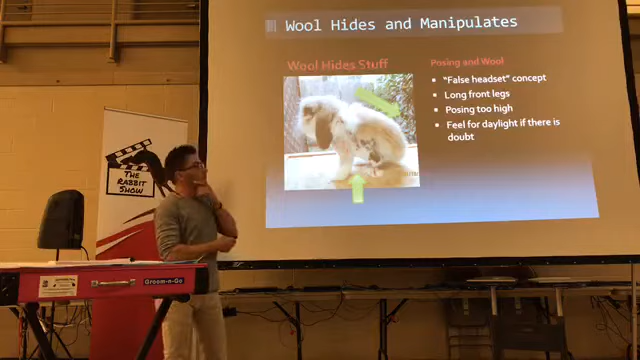 Wool Hides and Manipulates
Wool Hides Stuff
Posing and Wool
"False headset" concept
Long front legs
Posing too high
Feel for daylight if there is
doubt
THE
RABBIT
SHOW
Groom-n-Go